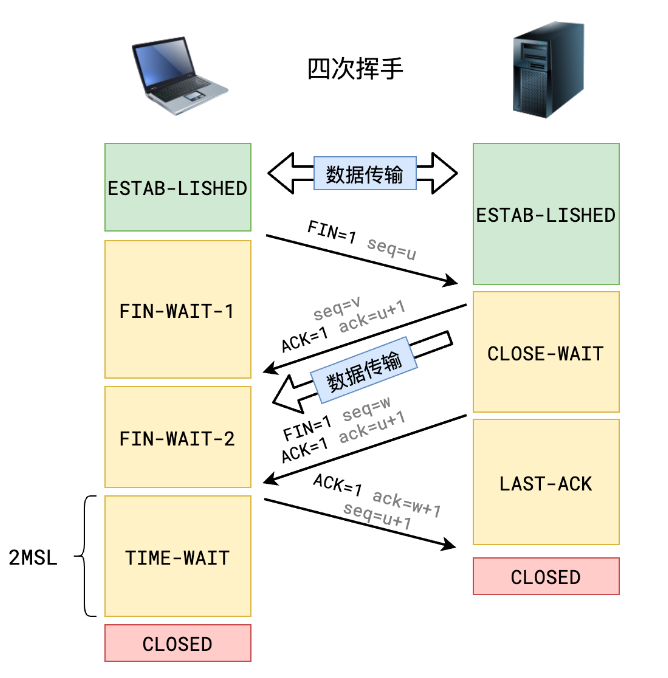 四次挥手
ESTAB-LISHED
数据传输
ESTAB-LISHED
FIN=1 seq=u
FIN-WAIT-1
seq=v
ACK=1 ack=u+1
CLOSE-WAIT
数据传输
FIN-WAIT-2
FIN=1 seq=w
ACK=1 ack=u+1
LAST-ACK
ACK=1 ack=w+1
seq=u+1
2MSL
TIME-WAIT
CLOSED
CLOSED